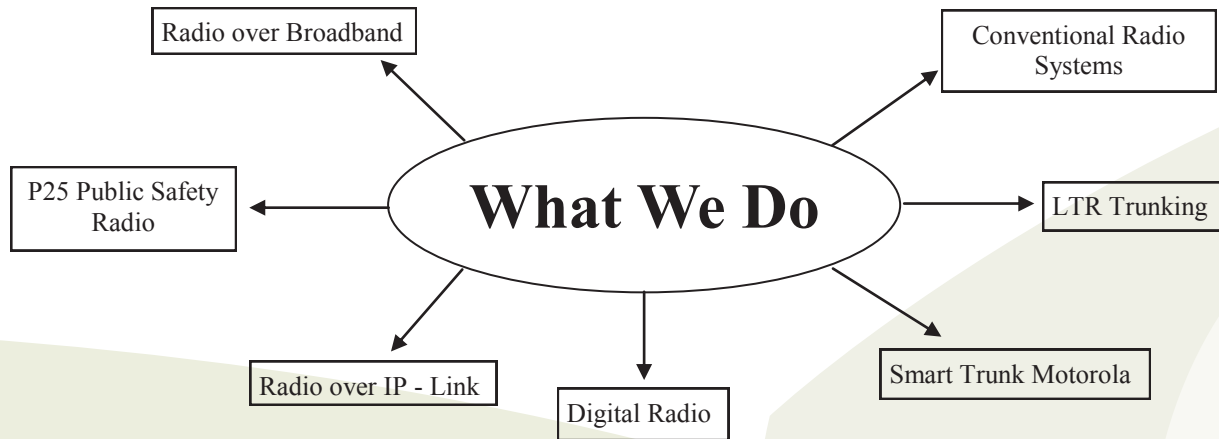 Radio over Broadband
Conventional Radio
Systems
What We Do
P25 Public Safety
Radio
LTR Trunking
Radio over IP - Link
Digital Radio
Smart Trunk Motorola